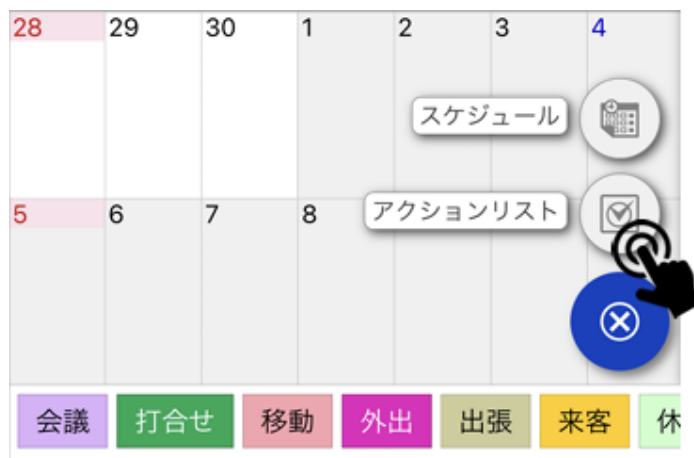 28 29 30 1 2 3 4
スケジュール
5 6 7 8 アクションリスト
会議 打合せ 移動 外出 出張 来客 休